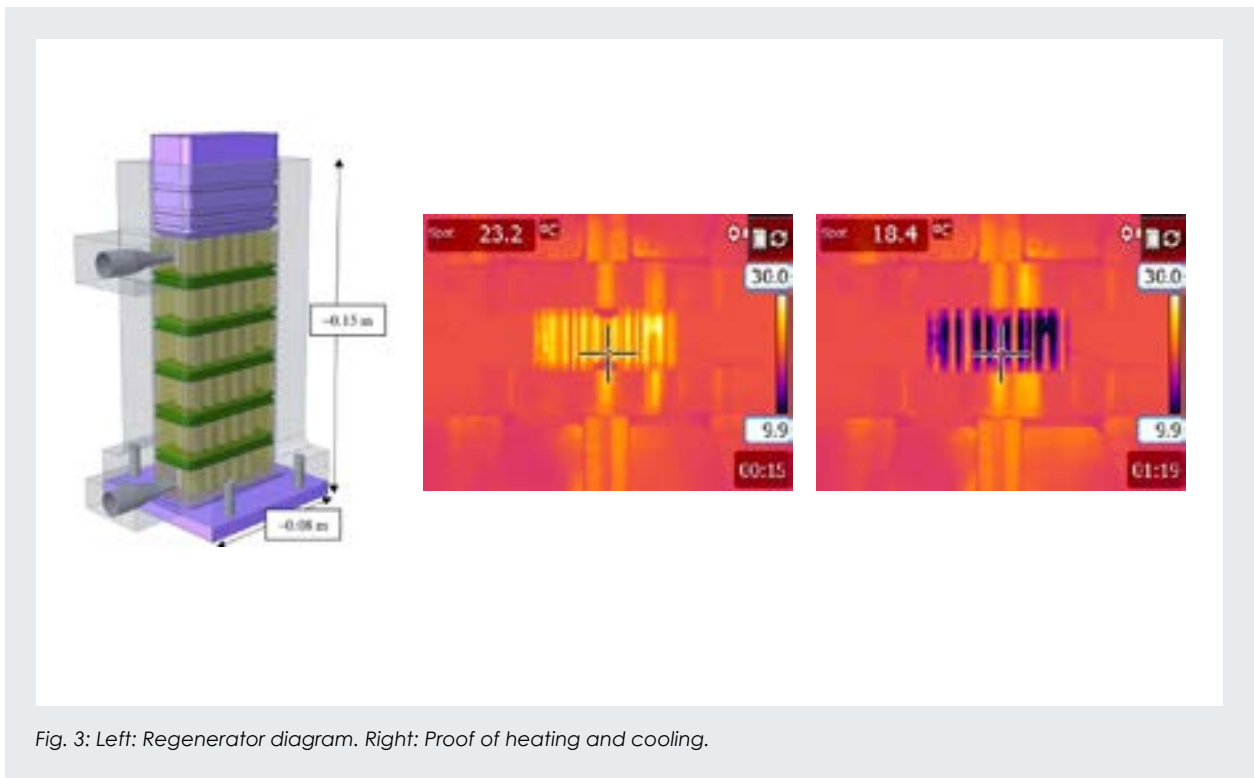 ~0.15 m
~0.08 m
Spot 23.2 °C
30.0
9.9
00:15
Spot 18.4 °C
30.0
9.9
01:19
Fig. 3: Left: Regenerator diagram. Right: Proof of heating and cooling.